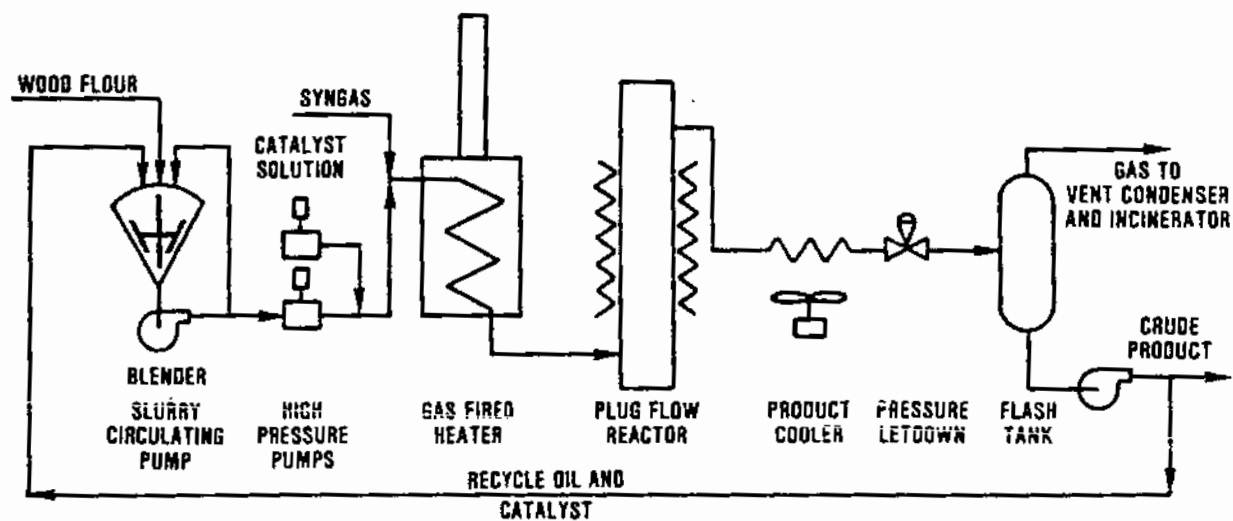 WOOD FLOUR
SYNGAS
CATALYST
SOLUTION
GAS TO
VENT CONDENSER
AND INCINERATOR
CRUDE
PRODUCT
BLENDER
SLURRY
CIRCULATING
PUMP
HIGH
PRESSURE
PUMPS
GAS FIRED
HEATER
PLUG FLOW
REACTOR
PRODUCT
COOLER
PRESSURE
LETDOWN
FLASH
TANK
RECYCLE OIL AND
CATALYST